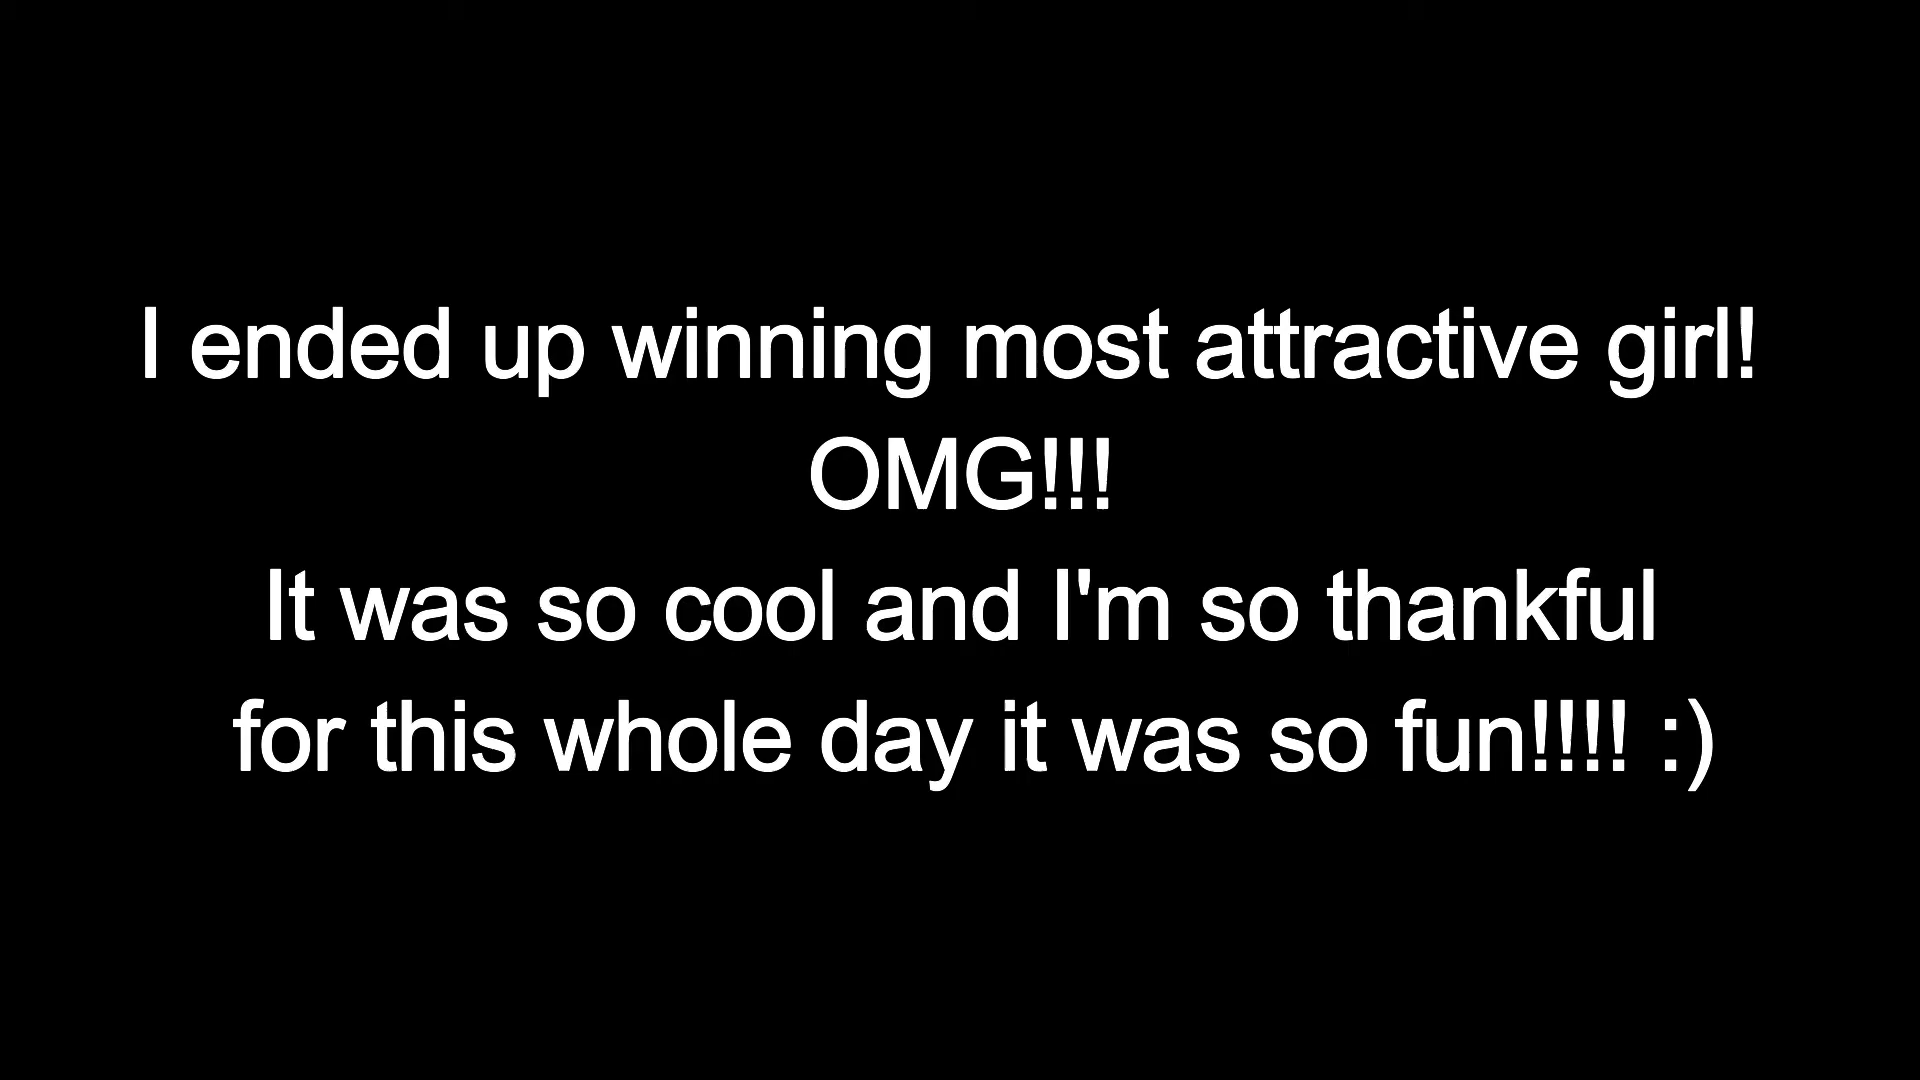 I ended up winning most attractive girl!
OMG!!!
It was so cool and I'm so thankful
for this whole day it was so fun!!!! :)